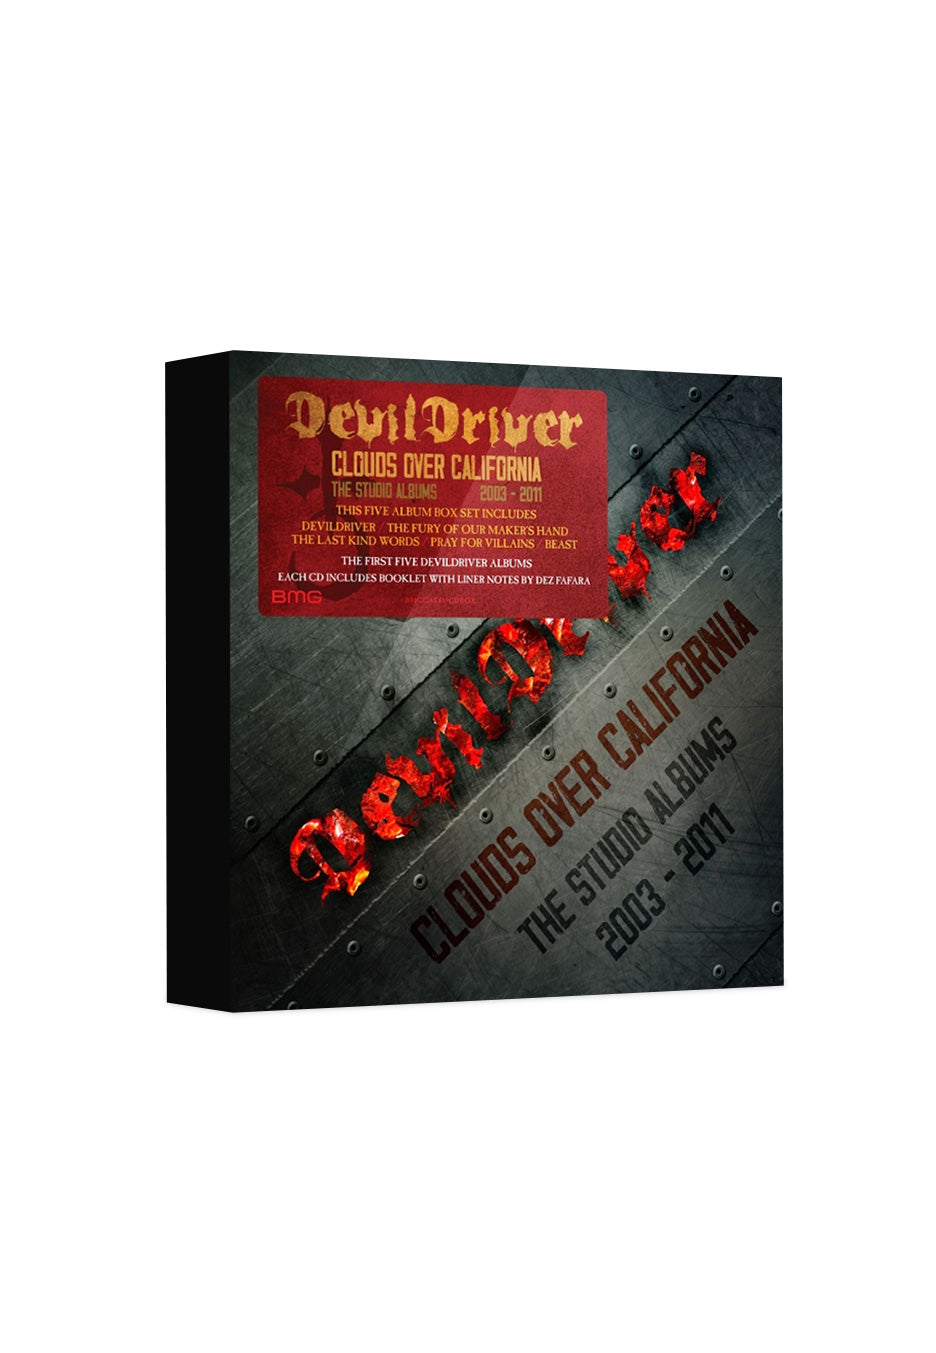 DevilDriver
CLOUDS OVER CALIFORNIA
THE STUDIO ALBUMS 2003 - 2011
THIS FIVE ALBUM BOX SET INCLUDES
DEVILDRIVER / THE FURY OF OUR MAKER'S HAND
THE LAST KIND WORDS / PRAY FOR VILLAINS / BEAST
THE FIRST FIVE DEVILDRIVER ALBUMS
EACH CD INCLUDES BOOKLET WITH LINER NOTES BY DEZ FAFARA
BMG
DevilDriver
CLOUDS OVER CALIFORNIA
THE STUDIO ALBUMS
2003 - 2011